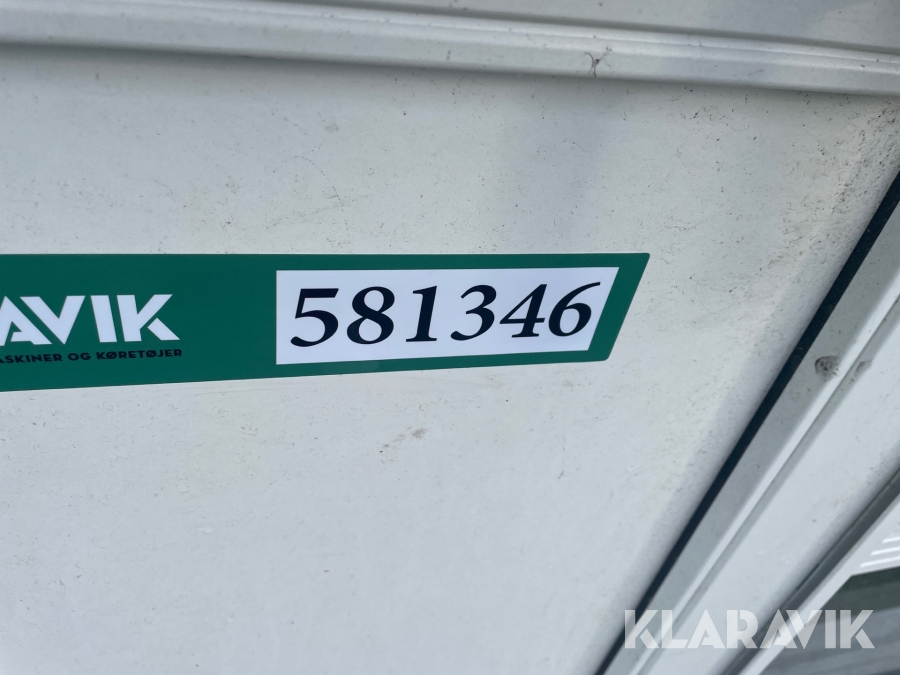 AVIK
581346
ASKINER OG KØRETØJER
KLARAVIK